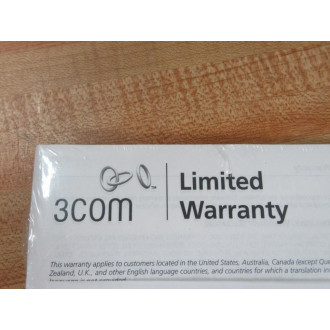 3COM
Limited
Warranty
This warranty applies to customers located in the United States, Australia, Canada (except Que
Zealand, U.K., and other English language countries, and countries for which a translation in